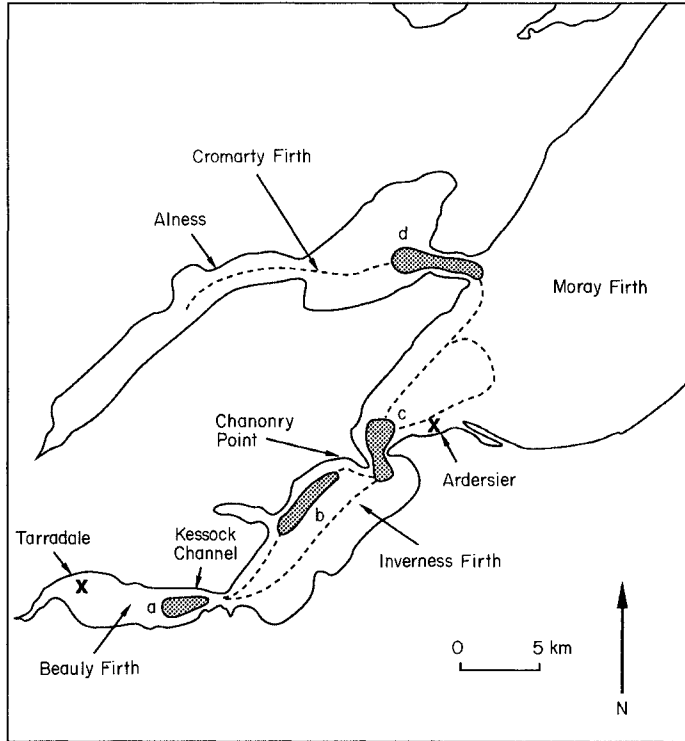 Cromarty Firth
Alness
d
Moray Firth
c
Chanonry
Point
Ardersier
b
Kessock
Channel
Tarradale
Inverness Firth
a
Beauly Firth
0 5 km
N
X
X